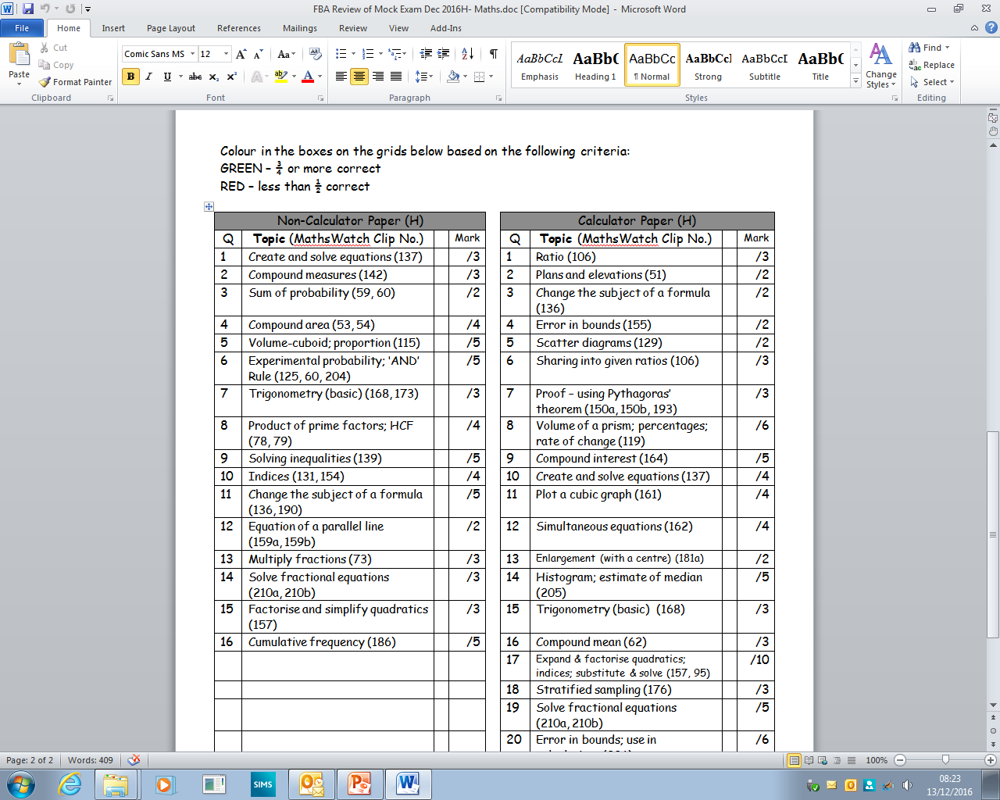 FBA Review of Mock Exam Dec 2016H- Maths.doc [Compatibility Mode] - Microsoft Word
File Home Insert Page Layout References Mailings Review View Add-Ins
Paste
Cut
Copy
Format Painter
Clipboard
Comic Sans MS 12
Font
Paragraph
AaBbCcI Emphasis
AaBbC Heading 1
AaBbCc ¶ Normal
AaBbCcI Strong
AaBbCcI Subtitle
AaBbC Title
Change Styles
Styles
Find
Replace
Select
Editing
Colour in the boxes on the grids below based on the following criteria:
GREEN – 3/4 or more correct
RED – less than 1/2 correct
Non-Calculator Paper (H)
Q Topic (MathsWatch Clip No.) Mark
1 Create and solve equations (137) /3
2 Compound measures (142) /3
3 Sum of probability (59, 60) /2
4 Compound area (53, 54) /4
5 Volume-cuboid; proportion (115) /5
6 Experimental probability; ‘AND’ /5
Rule (125, 60, 204)
7 Trigonometry (basic) (168, 173) /3
8 Product of prime factors; HCF /4
(78, 79)
9 Solving inequalities (139) /5
10 Indices (131, 154) /4
11 Change the subject of a formula /5
(136, 190)
12 Equation of a parallel line /2
(159a, 159b)
13 Multiply fractions (73) /3
14 Solve fractional equations /3
(210a, 210b)
15 Factorise and simplify quadratics /3
(157)
16 Cumulative frequency (186) /5
Calculator Paper (H)
Q Topic (MathsWatch Clip No.) Mark
1 Ratio (106) /3
2 Plans and elevations (51) /2
3 Change the subject of a formula /2
(136)
4 Error in bounds (155) /2
5 Scatter diagrams (129) /2
6 Sharing into given ratios (106) /3
7 Proof – using Pythagoras’ /3
theorem (150a, 150b, 193)
8 Volume of a prism; percentages; /6
rate of change (119)
9 Compound interest (164) /5
10 Create and solve equations (137) /4
11 Plot a cubic graph (161) /4
12 Simultaneous equations (162) /4
13 Enlargement (with a centre) (181a) /2
14 Histogram; estimate of median /5
(205)
15 Trigonometry (basic) (168) /3
16 Compound mean (62) /3
17 Expand & factorise quadratics; /10
indices; substitute & solve (157, 95)
18 Stratified sampling (176) /3
19 Solve fractional equations /5
(210a, 210b)
20 Error in bounds; use in /6
Page: 2 of 2 Words: 409 100%
SIMS
08:23
13/12/2016